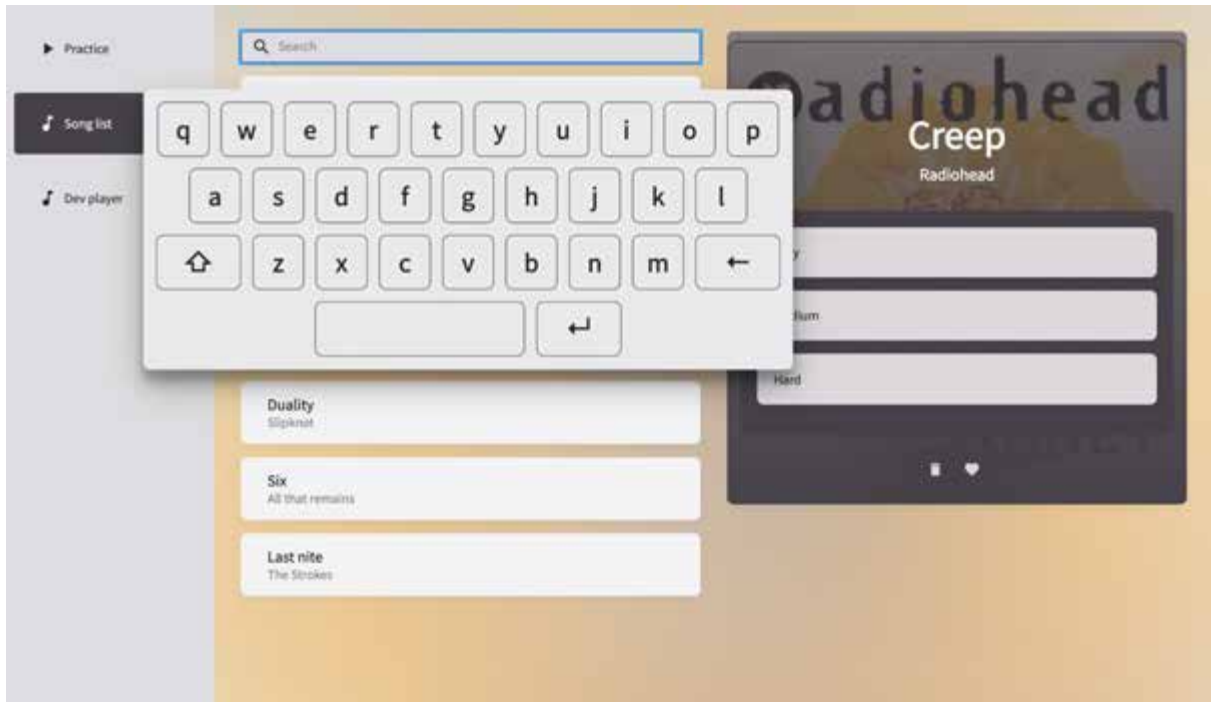 Practice
Song list
Dev player
Search
q w e r t y u i o p
a s d f g h j k l
z x c v b n m
Duality
Slipknot
Six
All that remains
Last nite
The Strokes
adiohead
Creep
Radiohead
y
dium
Hard